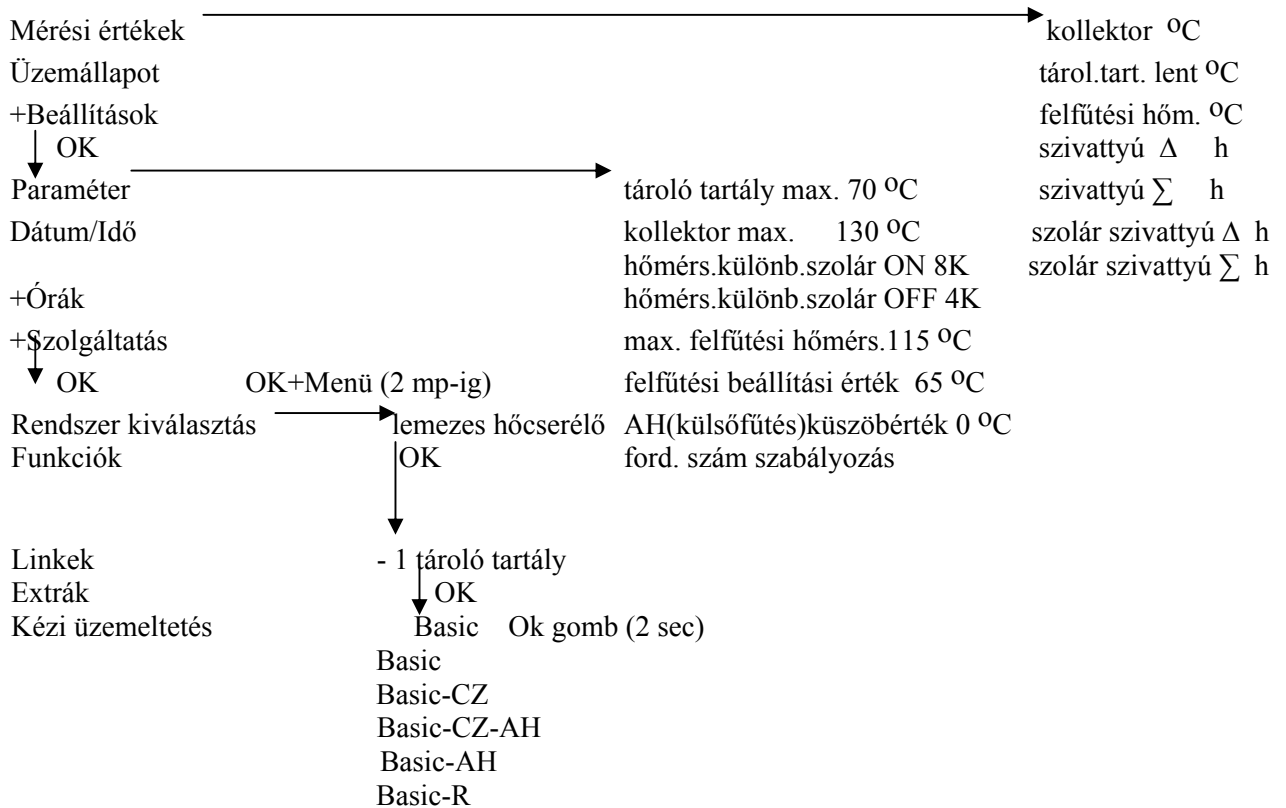 Mérési értékek kollektor ºC
Üzemállapot tárol.tart. lent ºC
+Beállítások felfűtési hőm. ºC
OK szivattyú Δ h
Paraméter tároló tartály max. 70 ºC szivattyú ∑ h
Dátum/Idő kollektor max. 130 ºC szolár szivattyú Δ h
hőmérs.különb.szolár ON 8K szolár szivattyú ∑ h
+Órák hőmérs.különb.szolár OFF 4K
+Szolgáltatás max. felfűtési hőmérs.115 ºC
OK OK+Menü (2 mp-ig) felfűtési beállítási érték 65 ºC
Rendszer kiválasztás lemezes hőcserélő AH(külsőfűtés)küszöbérték 0 ºC
Funkciók OK ford. szám szabályozás
Linkek - 1 tároló tartály
Extrák OK
Kézi üzemeltetés Basic Ok gomb (2 sec)
Basic
Basic-CZ
Basic-CZ-AH
Basic-AH
Basic-R